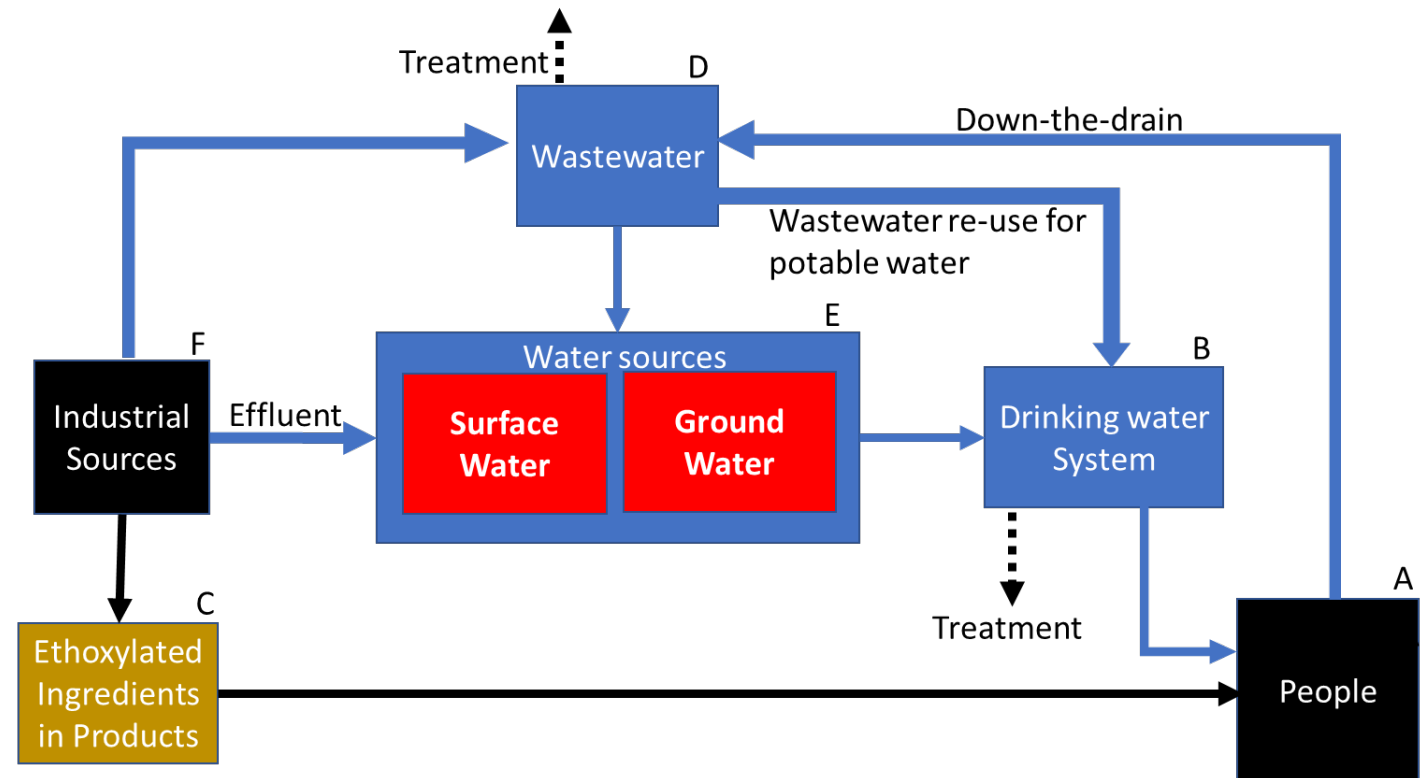 Treatment
D
Wastewater
Down-the-drain
Wastewater re-use for
potable water
F
Industrial
Sources
Effluent
E
Water sources
Surface
Water
Ground
Water
B
Drinking water
System
Treatment
C
Ethoxylated
Ingredients
in Products
A
People